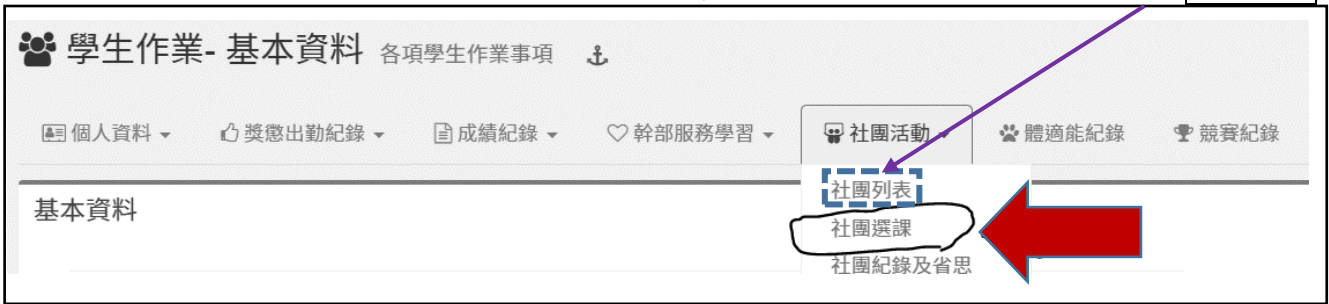 學生作業- 基本資料 各項學生作業事項
個人資料 獎懲出勤紀錄 成績紀錄 幹部服務學習 社團活動 體適能紀錄 競賽紀錄
社團列表
基本資料
社團選課
社團紀錄及省思